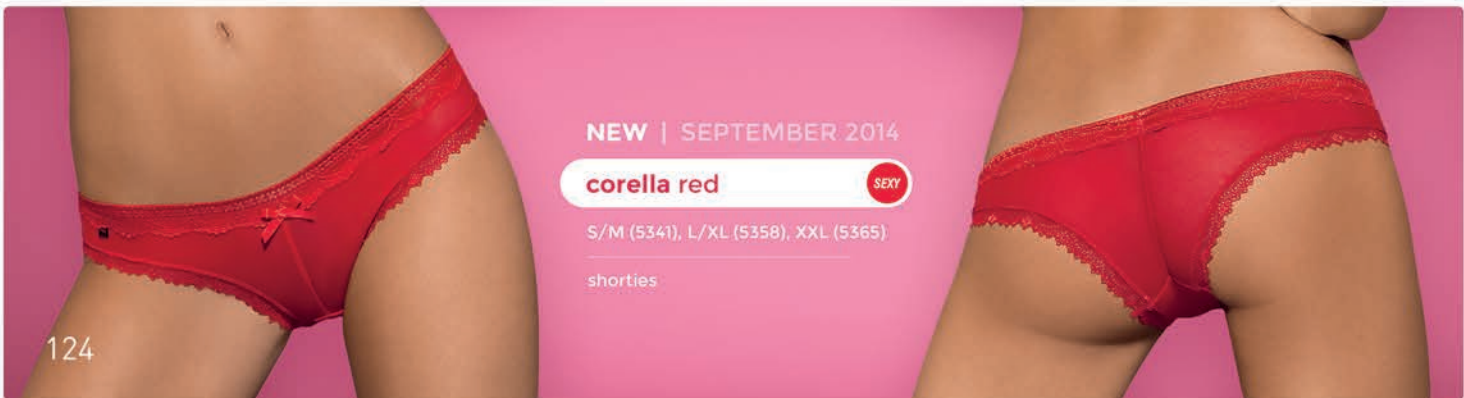 NEW | SEPTEMBER 2014
corella red
SEXY
S/M (5341), L/XL (5358), XXL (5365)
shorties
124